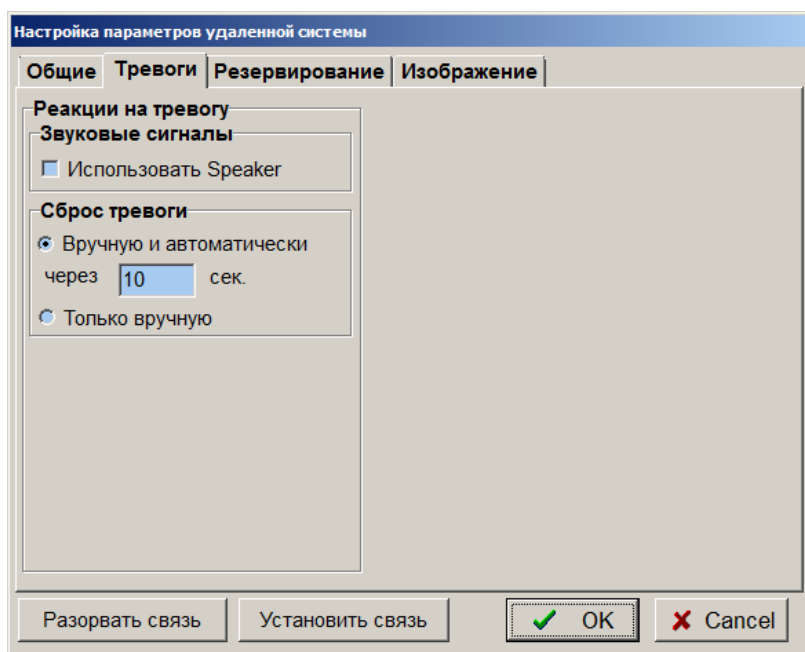 Настройка параметров удаленной системы
Общие Тревоги Резервирование Изображение
Реакции на тревогу
Звуковые сигналы
Использовать Speaker
Сброс тревоги
Вручную и автоматически
через 10 сек.
Только вручную
Разорвать связь Установить связь OK Cancel